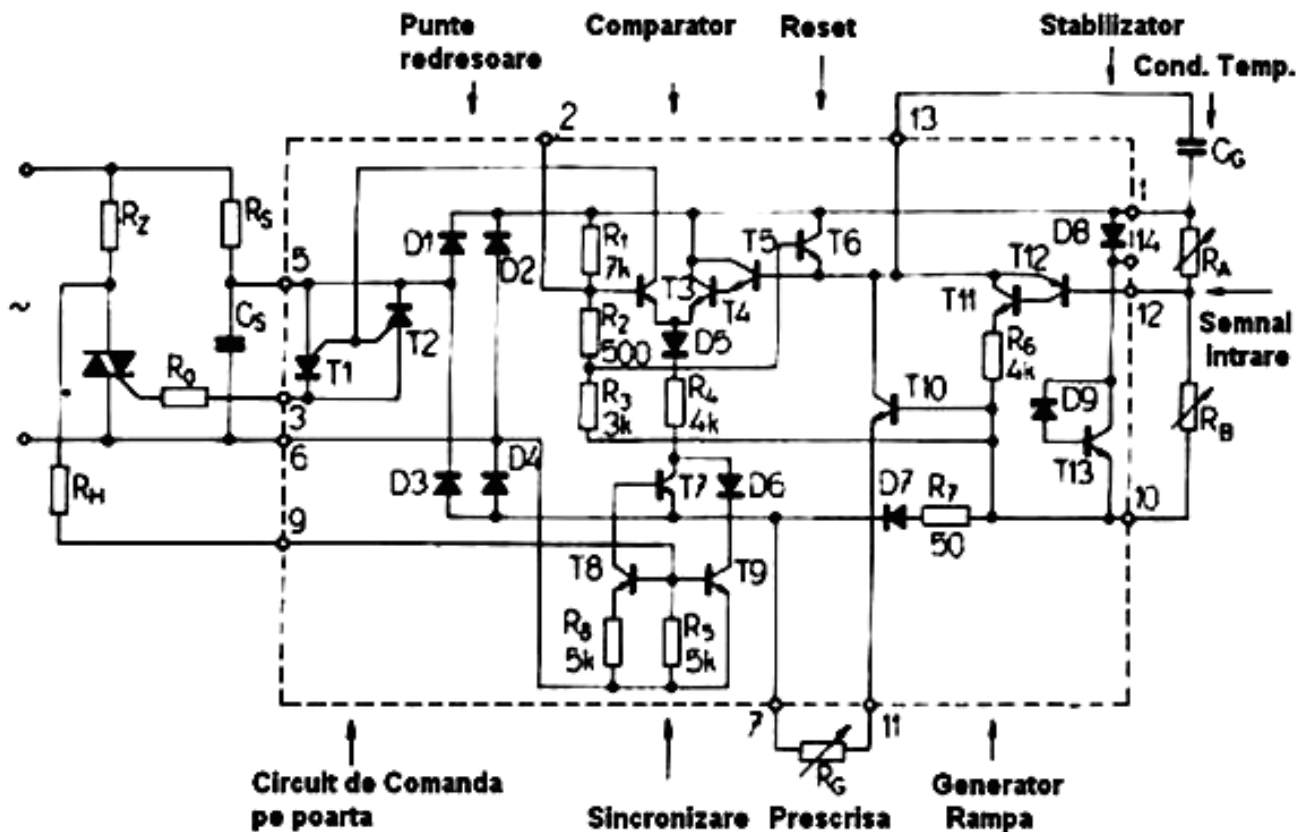 Punte
redresoare
Comparator
Reset
Stabilizator
Cond. Temp.
2
13
CG
1
RZ
RS
D1
D2
R1
7k
T5
T6
D8
14
RA
5
T3
T4
T12
T11
12
~
CS
T2
R2
500
D5
R6
4k
Semnal
intrare
T1
RQ
3
R3
3k
R4
4k
T10
D9
RB
6
T13
RH
D3
D4
T7
D6
D7
R7
50
10
9
T8
T9
R8
5k
R5
5k
7
11
RG
Circuit de Comanda
pe poarta
Sincronizare
Prescrisa
Generator
Rampa